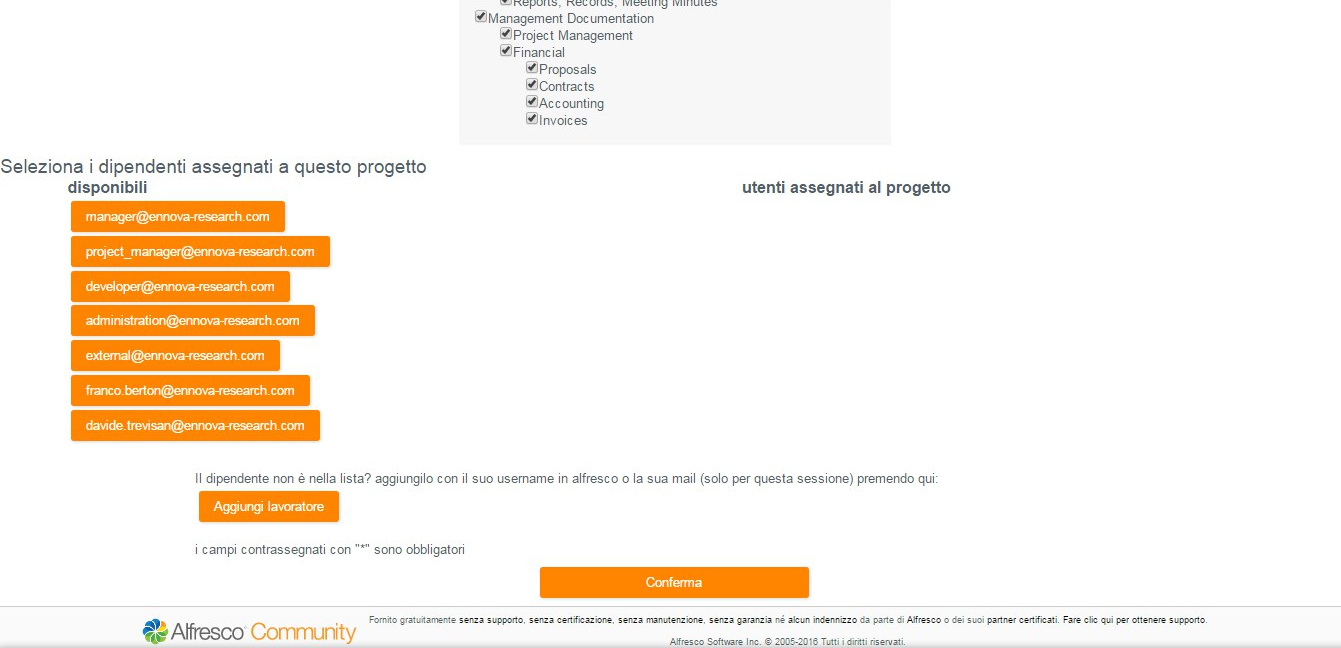 Reports, Records, Meeting Minutes
Management Documentation
Project Management
Financial
Proposals
Contracts
Accounting
Invoices
Seleziona i dipendenti assegnati a questo progetto
disponibili
utenti assegnati al progetto
manager@ennova-research.com
project_manager@ennova-research.com
developer@ennova-research.com
administration@ennova-research.com
external@ennova-research.com
franco.berton@ennova-research.com
davide.trevisan@ennova-research.com
Il dipendente non è nella lista? aggiungilo con il suo username in alfresco o la sua mail (solo per questa sessione) premendo qui:
Aggiungi lavoratore
i campi contrassegnati con "*" sono obbligatori
Conferma
Alfresco Community
Fornito gratuitamente senza supporto, senza certificazione, senza manutenzione, senza garanzia né alcun indennizzo da parte di Alfresco o dei suoi partner certificati. Fare clic qui per ottenere supporto.
Alfresco Software Inc. © 2005-2016 Tutti i diritti riservati.